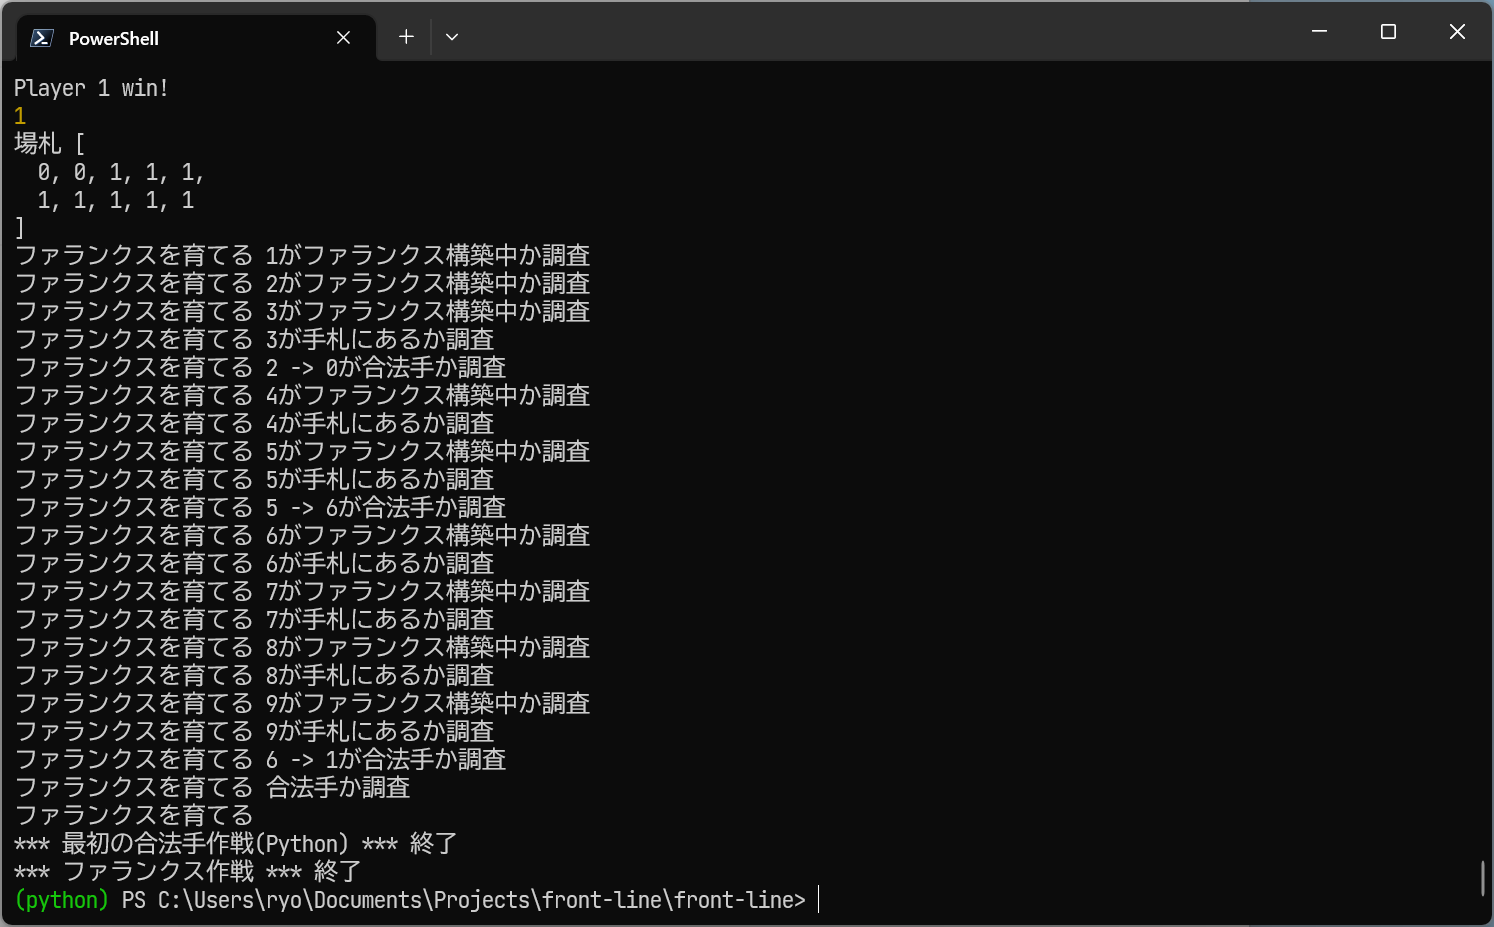 PowerShell
Player 1 win!
1
場札 [
  0, 0, 1, 1, 1,
  1, 1, 1, 1, 1
]
ファランクスを育てる 1がファランクス構築中か調査
ファランクスを育てる 2がファランクス構築中か調査
ファランクスを育てる 3がファランクス構築中か調査
ファランクスを育てる 3が手札にあるか調査
ファランクスを育てる 2 -> 0が合法手か調査
ファランクスを育てる 4がファランクス構築中か調査
ファランクスを育てる 4が手札にあるか調査
ファランクスを育てる 5がファランクス構築中か調査
ファランクスを育てる 5が手札にあるか調査
ファランクスを育てる 5 -> 6が合法手か調査
ファランクスを育てる 6がファランクス構築中か調査
ファランクスを育てる 6が手札にあるか調査
ファランクスを育てる 7がファランクス構築中か調査
ファランクスを育てる 7が手札にあるか調査
ファランクスを育てる 8がファランクス構築中か調査
ファランクスを育てる 8が手札にあるか調査
ファランクスを育てる 9がファランクス構築中か調査
ファランクスを育てる 9が手札にあるか調査
ファランクスを育てる 6 -> 1が合法手か調査
ファランクスを育てる 合法手か調査
ファランクスを育てる
*** 最初の合法手作戦(Python) *** 終了
*** ファランクス作戦 *** 終了
(python) PS C:\Users\ryo\Documents\Projects\front-line\front-line>